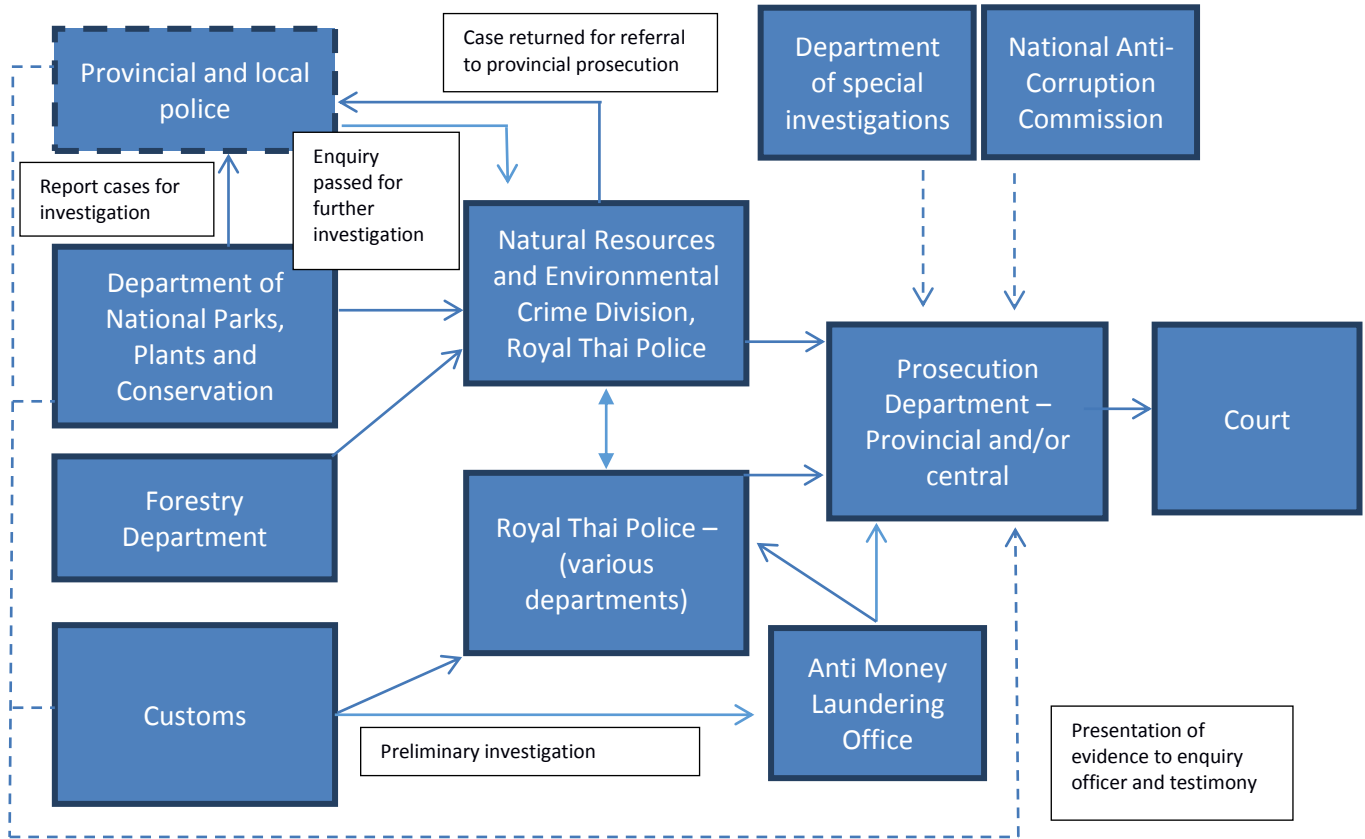 Provincial and local
police
Case returned for referral
to provincial prosecution
Department
of special
investigations
National Anti-
Corruption
Commission
Report cases for
investigation
Enquiry
passed for
further
investigation
Department of
National Parks,
Plants and
Conservation
Natural Resources
and Environmental
Crime Division,
Royal Thai Police
Prosecution
Department –
Provincial and/or
central
Court
Forestry
Department
Royal Thai Police –
(various
departments)
Customs
Anti Money
Laundering
Office
Preliminary investigation
Presentation of
evidence to enquiry
officer and testimony